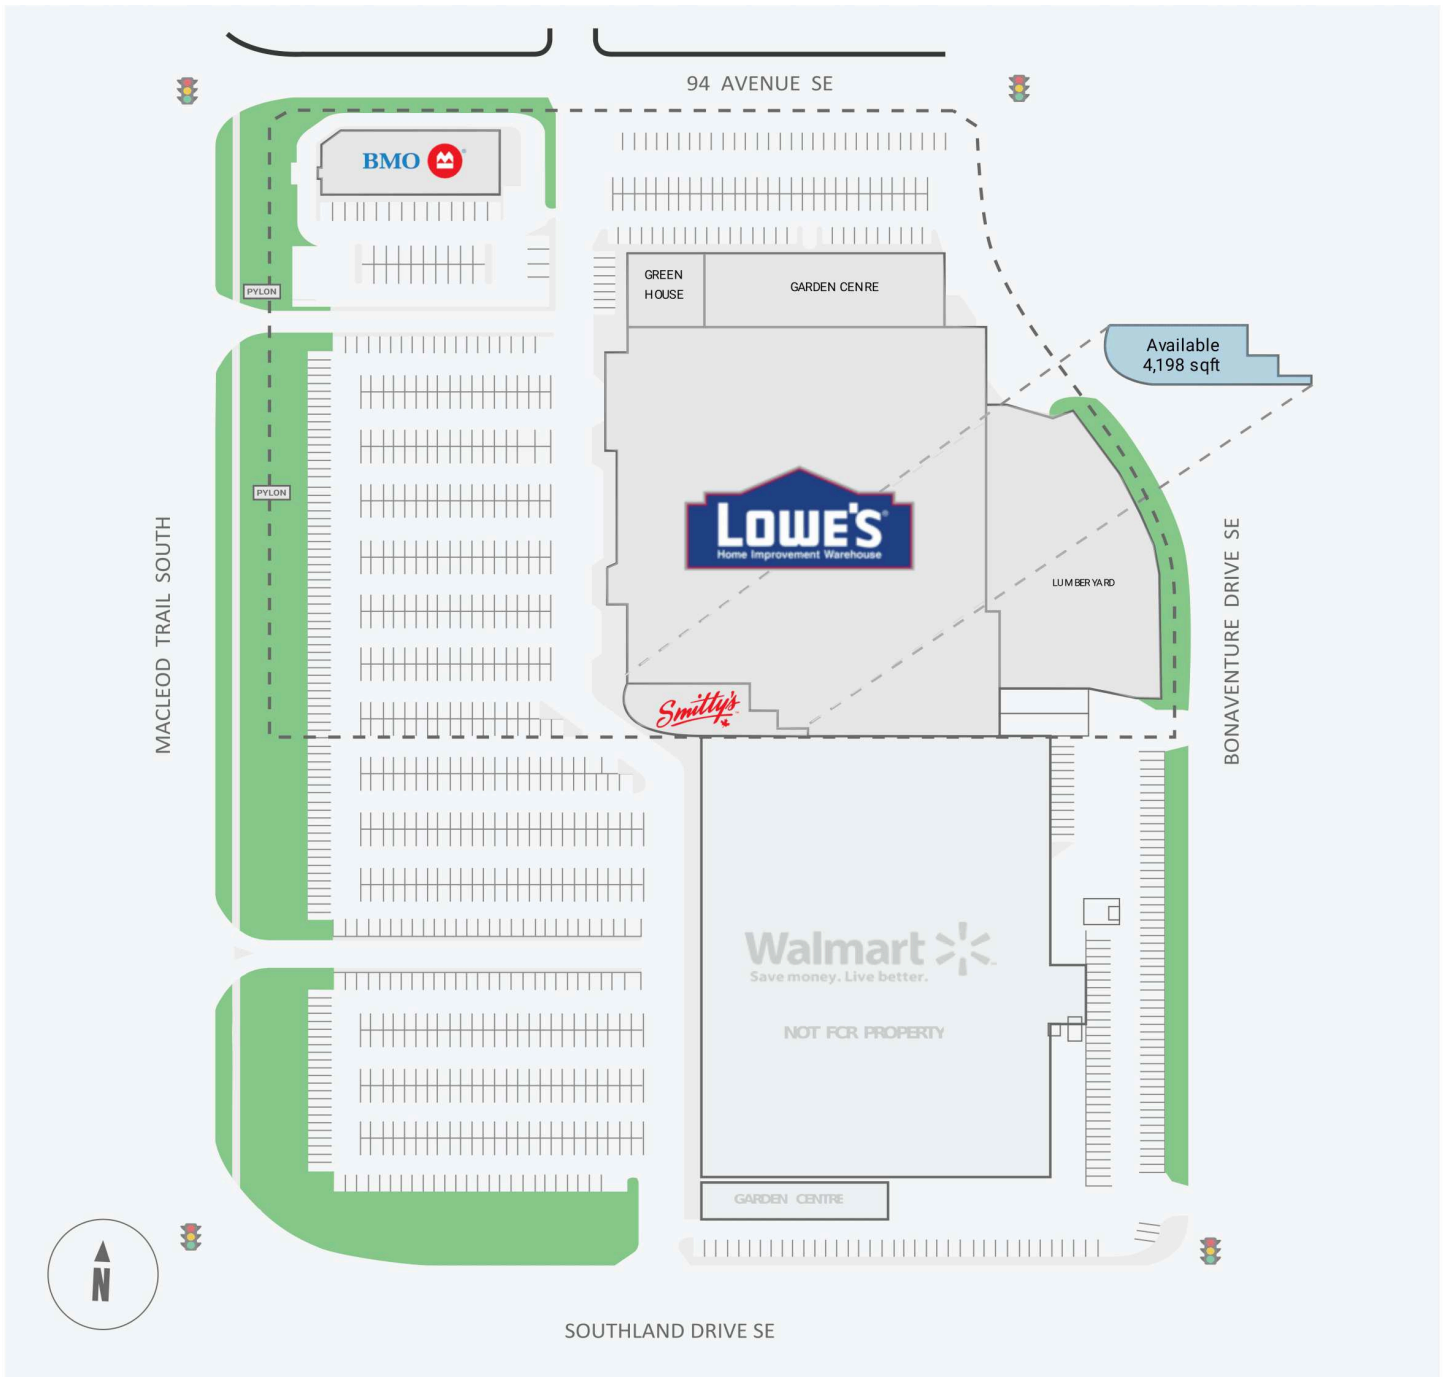 94 AVENUE SE
BMO
PYLON
GREEN
HOUSE
GARDEN CENRE
Available
4,198 sqft
PYLON
LOWE'S
Home Improvement Warehouse
MACLEOD TRAIL SOUTH
LUMBERYARD
BONAVENTURE DRIVE SE
Smitty's
Walmart
Save money. Live better.
NOT FCR PROPERTY
GARDEN CENTRE
N
SOUTHLAND DRIVE SE